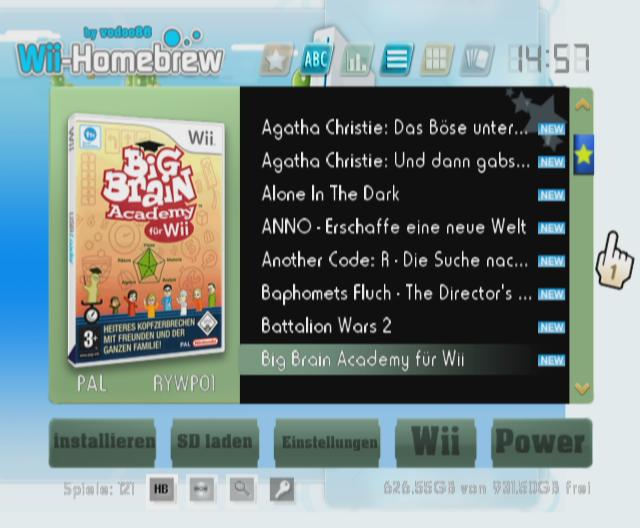 by vodoo88
Wii-Homebrew
ABC
14:57
Wii
BiG
BRaiN
Academy
für Wii
3+
HEITERES KOPFZERBRECHEN
MIT FREUNDEN UND DER
GANZEN FAMILIE!
PAL
Nintendo
PAL RYWP01
Agatha Christie: Das Böse unter... NEW
Agatha Christie: Und dann gabs... NEW
Alone In The Dark NEW
ANNO - Erschaffe eine neue Welt NEW
Another Code: R - Die Suche nac... NEW
Baphomets Fluch - The Director's ... NEW
Battalion Wars 2 NEW
Big Brain Academy für Wii NEW
1
installieren SD laden Einstellungen Wii Power
Spiele: 121 HB 626.55GB von 931.50GB frei